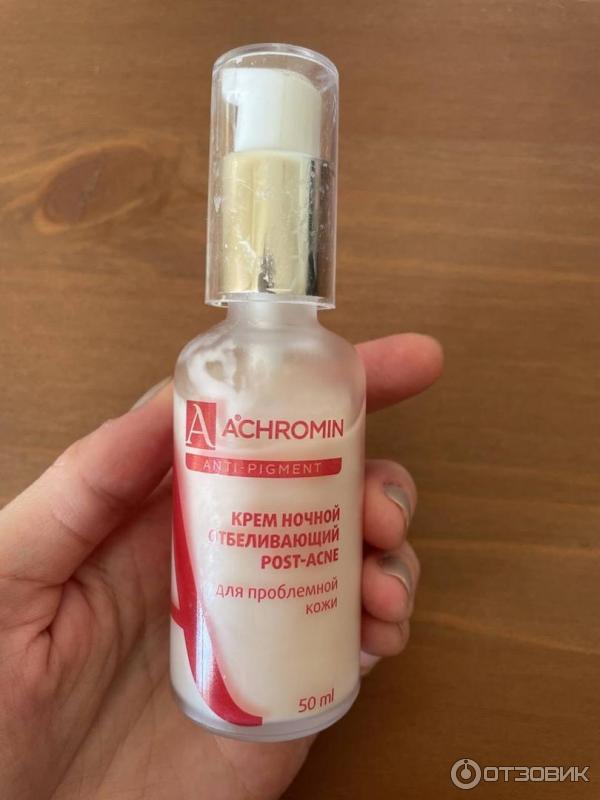 A
ACHROMIN
ANTI-PIGMENT
КРЕМ НОЧНОЙ
ОТБЕЛИВАЮЩИЙ
POST-ACNE
для проблемной
кожи
50 ml
ОТЗОВИК